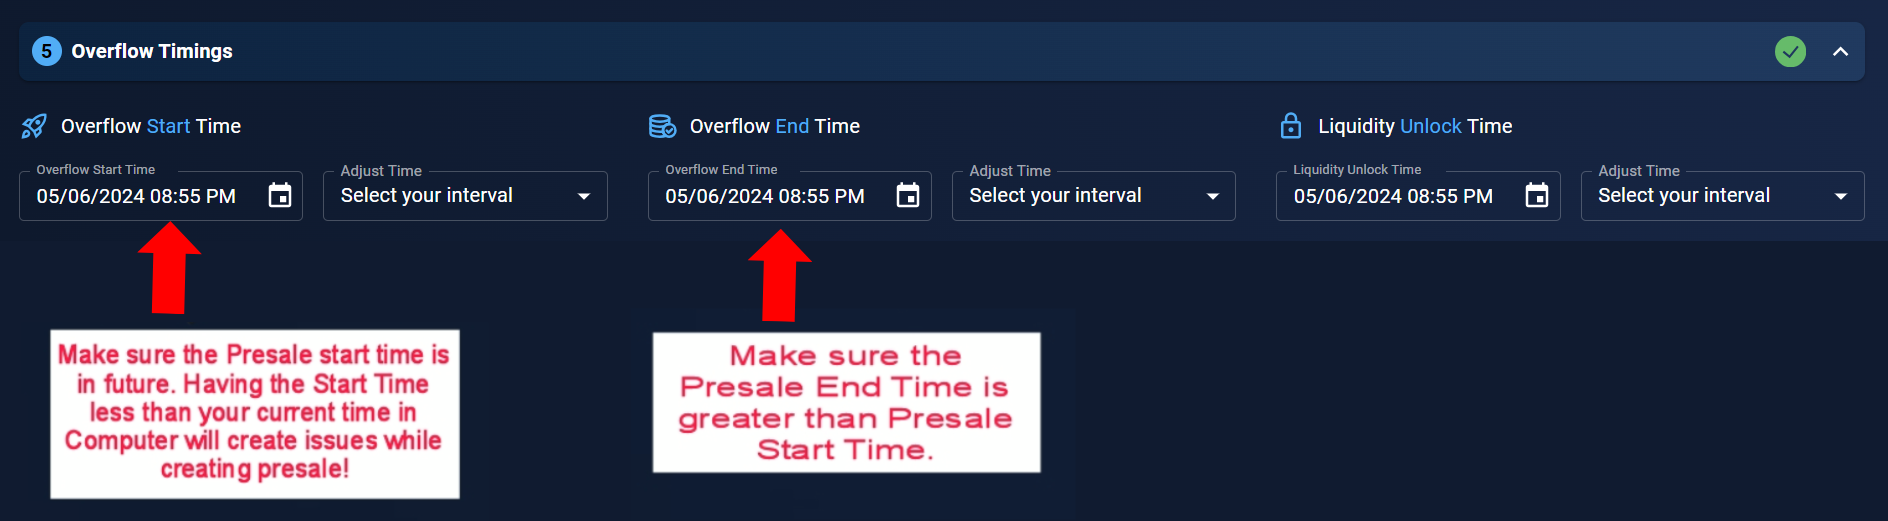 5 Overflow Timings
Overflow Start Time
Overflow Start Time
05/06/2024 08:55 PM
Adjust Time
Select your interval
Overflow End Time
Overflow End Time
05/06/2024 08:55 PM
Adjust Time
Select your interval
Liquidity Unlock Time
Liquidity Unlock Time
05/06/2024 08:55 PM
Adjust Time
Select your interval
Make sure the Presale start time is
in future. Having the Start Time
less than your current time in
Computer will create issues while
creating presale!
Make sure the
Presale End Time is
greater than Presale
Start Time.